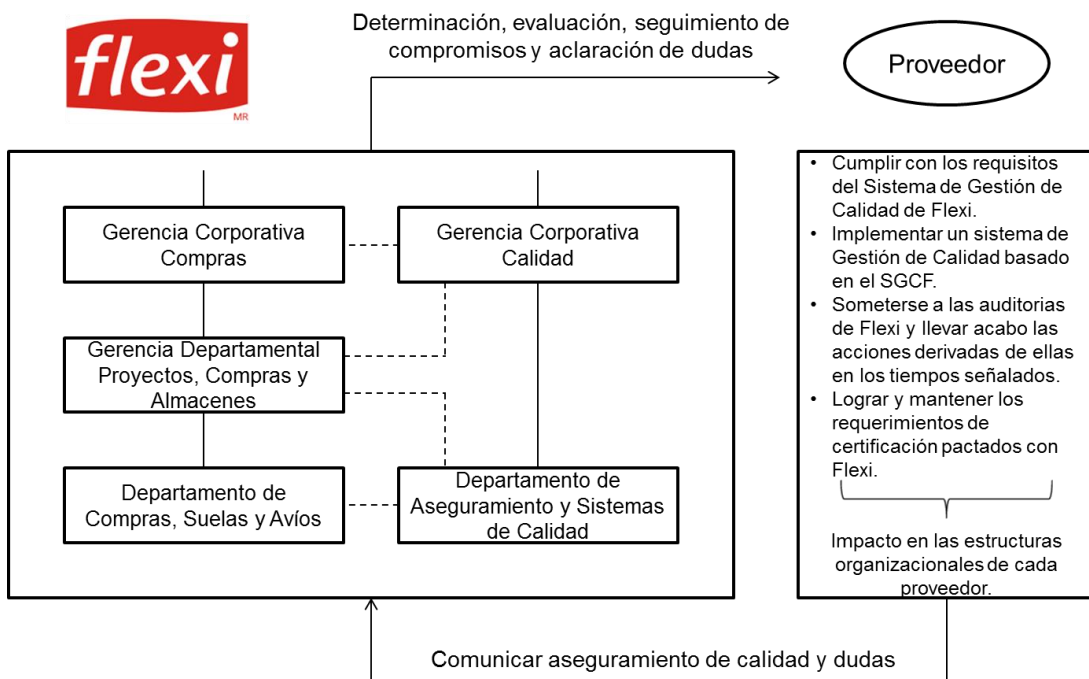 flexi
MR
Determinación, evaluación, seguimiento de
compromisos y aclaración de dudas
Proveedor
Gerencia Corporativa
Compras
Gerencia Corporativa
Calidad
Gerencia Departamental
Proyectos, Compras y
Almacenes
Departamento de
Compras, Suelas y Avíos
Departamento de
Aseguramiento y Sistemas
de Calidad
• Cumplir con los requisitos
del Sistema de Gestión de
Calidad de Flexi.
• Implementar un sistema de
Gestión de Calidad basado
en el SGCF.
• Someterse a las auditorias
de Flexi y llevar acabo las
acciones derivadas de ellas
en los tiempos señalados.
• Lograr y mantener los
requerimientos de
certificación pactados con
Flexi.
Impacto en las estructuras
organizacionales de cada
proveedor.
Comunicar aseguramiento de calidad y dudas